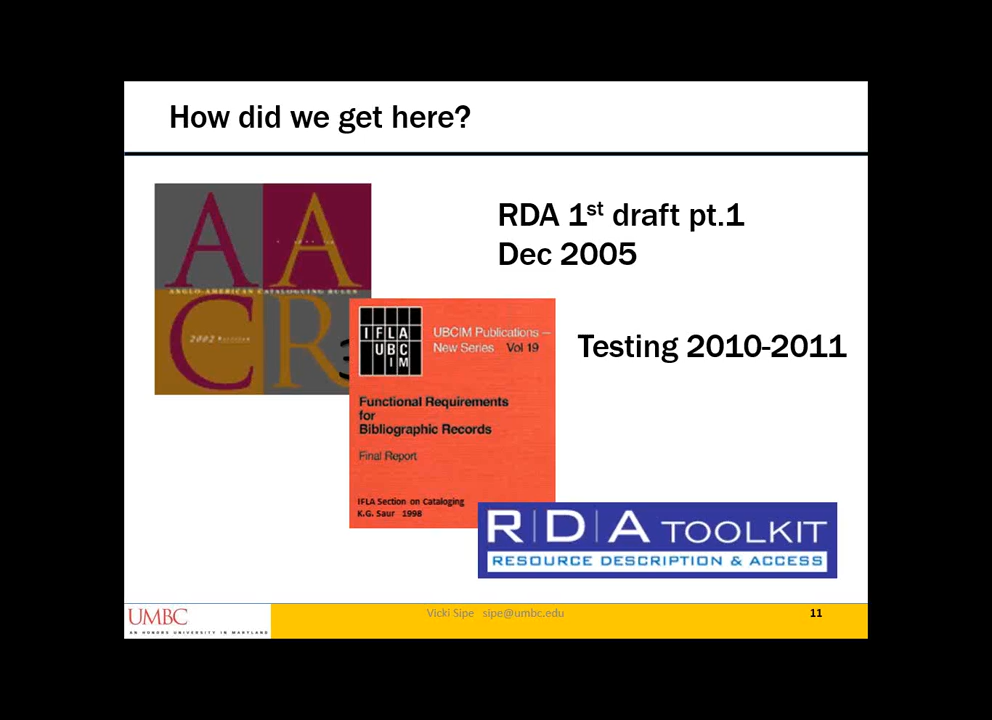 How did we get here?
A A
ANGLO-AMERICAN CATALOGUING RULES
C R
2002 Revision
RDA 1st draft pt.1
Dec 2005
Testing 2010-2011
IFLA
UBC
IM
UBCIM Publications –
New Series Vol 19
Functional Requirements
for
Bibliographic Records
Final Report
IFLA Section on Cataloging
K.G. Saur 1998
R|D|A TOOLKIT
RESOURCE DESCRIPTION & ACCESS
UMBC
AN HONORS UNIVERSITY IN MARYLAND
Vicki Sipe sipe@umbc.edu
11